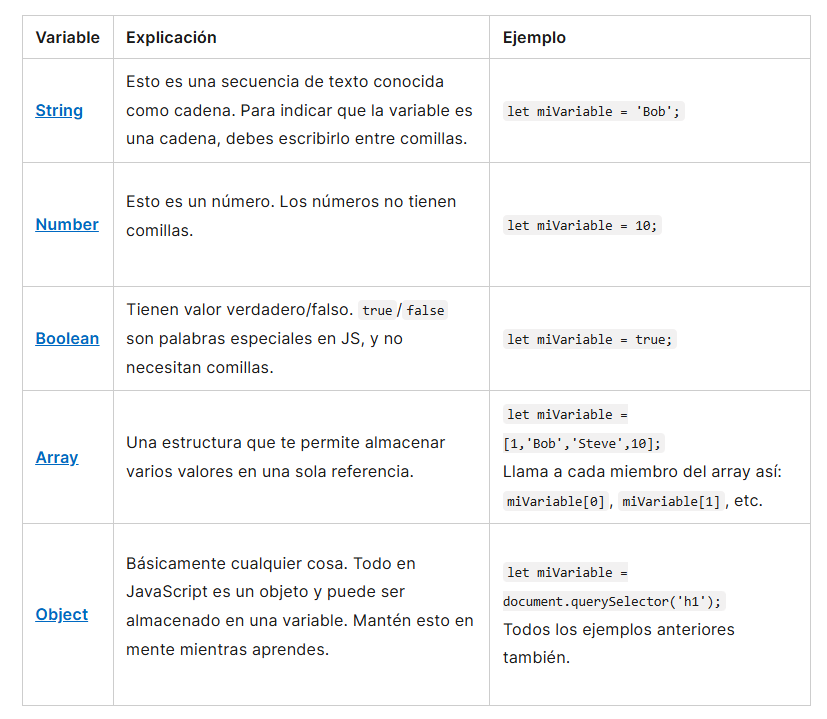 Variable Explicación Ejemplo
String
Esto es una secuencia de texto conocida
como cadena. Para indicar que la variable es
una cadena, debes escribirlo entre comillas.
let miVariable = 'Bob';
Number
Esto es un número. Los números no tienen
comillas.
let miVariable = 10;
Boolean
Tienen valor verdadero/falso. true/false
son palabras especiales en JS, y no
necesitan comillas.
let miVariable = true;
Array
Una estructura que te permite almacenar
varios valores en una sola referencia.
let miVariable =
[1,'Bob','Steve',10];
Llama a cada miembro del array así:
miVariable[0], miVariable[1], etc.
Object
Básicamente cualquier cosa. Todo en
JavaScript es un objeto y puede ser
almacenado en una variable. Mantén esto en
mente mientras aprendes.
let miVariable =
document.querySelector('h1');
Todos los ejemplos anteriores
también.